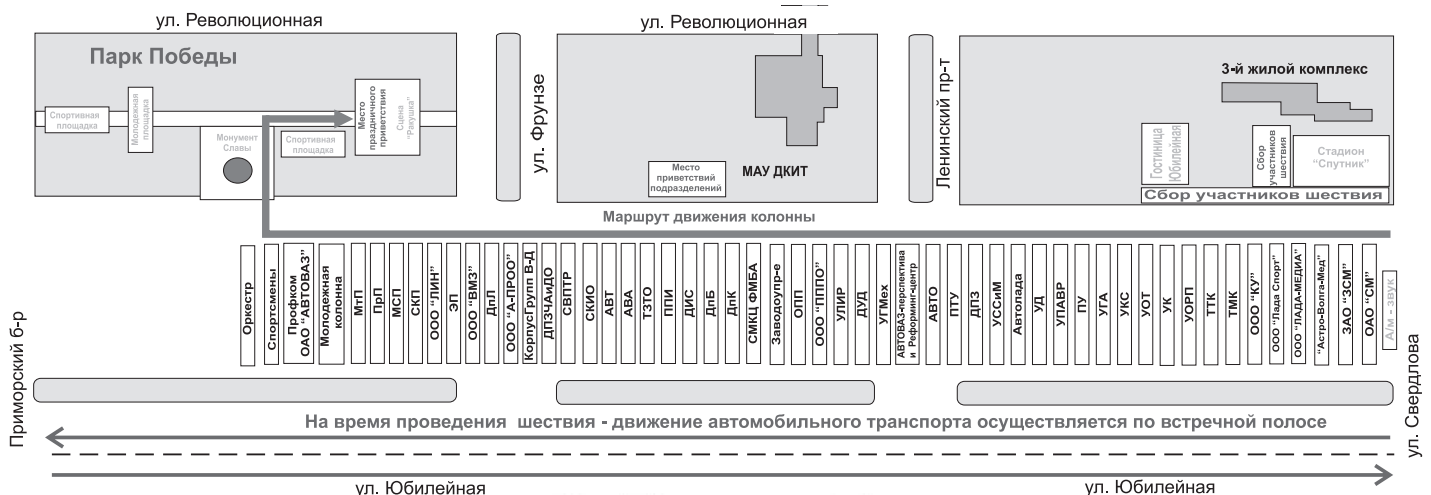 ул. Революционная
ул. Революционная
Парк Победы
Спортивная
площадка
Молодежная
площадка
Монумент
Славы
Спортивная
площадка
Место
праздничного
приветствия
Сцена
"Ракушка"
ул. Фрунзе
Место
приветствий
подразделений
МАУ ДКИТ
Ленинский пр-т
3-й жилой комплекс
Гостиница
Юбилейная
Сбор
участников
шествия
Стадион
"Спутник"
Сбор участников шествия
Маршрут движения колонны
Приморский б-р
Оркестр
Спортсмены
Профком
ОАО "АВТОВАЗ"
Молодежная
колонна
МтП
ПрП
МСП
СКП
ООО "ЛИН"
ЭП
ООО "ВМЗ"
ДпЛ
ООО "А-ПРОО"
КорпусГрупп В-Д
ДПЗЧАиДО
СВПТР
СКИО
АВТ
АВА
ТЗТО
ППИ
ДИС
ДпБ
ДпК
СМКЦ ФМБА
Заводоупр-е
ОПП
ООО "ПППО"
УЛИР
ДУД
УГМех
АВТОВАЗ-перспектива
и Реформинг-центр
АВТО
ПТУ
ДПЗ
УССиМ
Автолада
УД
УПАВР
ПУ
УГА
УКС
УОТ
УК
УОРП
ТТК
ТМК
ООО "КУ"
ООО "Лада Спорт"
ООО "ЛАДА-МЕДИА"
"Астро-Волга-Мед"
ЗАО "ЗСМ"
ОАО "СМ"
А/м - звук
ул. Свердлова
На время проведения шествия - движение автомобильного транспорта осуществляется по встречной полосе
ул. Юбилейная
ул. Юбилейная